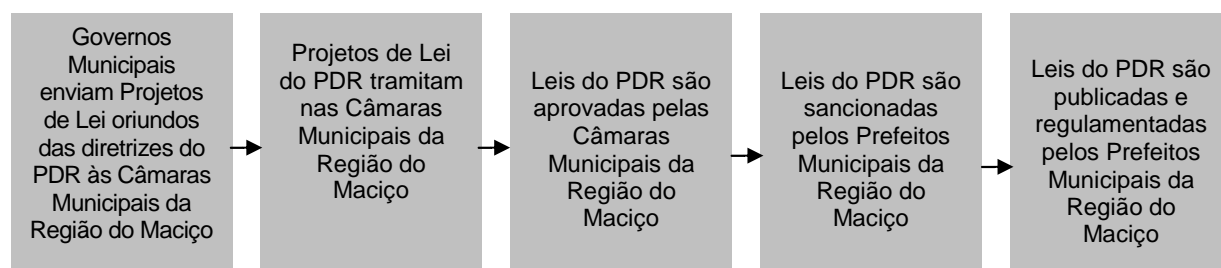 Governos
Municipais
enviam Projetos
de Lei oriundos
das diretrizes do
PDR às Câmaras
Municipais da
Região do Maciço
Projetos de Lei
do PDR tramitam
nas Câmaras
Municipais da
Região do
Maciço
Leis do PDR são
aprovadas pelas
Câmaras
Municipais da
Região do
Maciço
Leis do PDR são
sancionadas
pelos Prefeitos
Municipais da
Região do
Maciço
Leis do PDR são
publicadas e
regulamentadas
pelos Prefeitos
Municipais da
Região do
Maciço